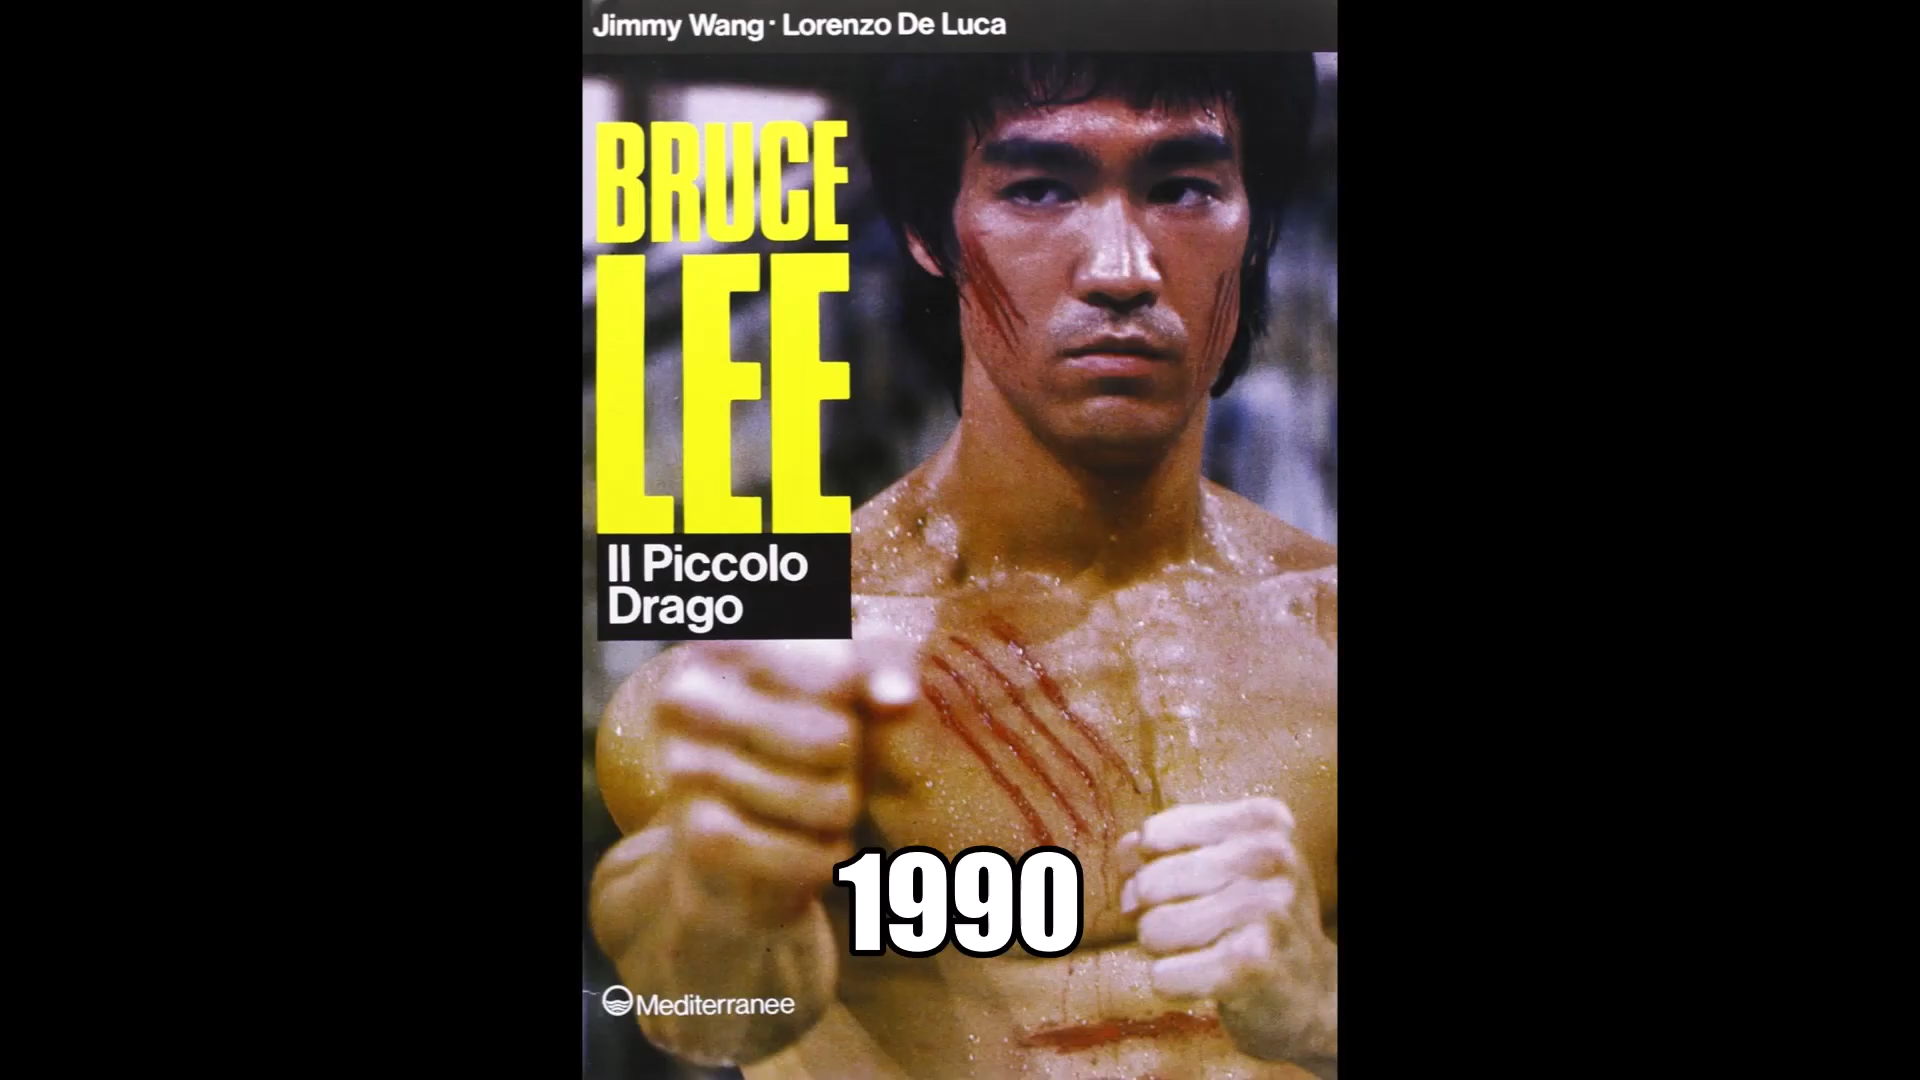 Jimmy Wang · Lorenzo De Luca
BRUCE
LEE
Il Piccolo
Drago
1990
Mediterranee